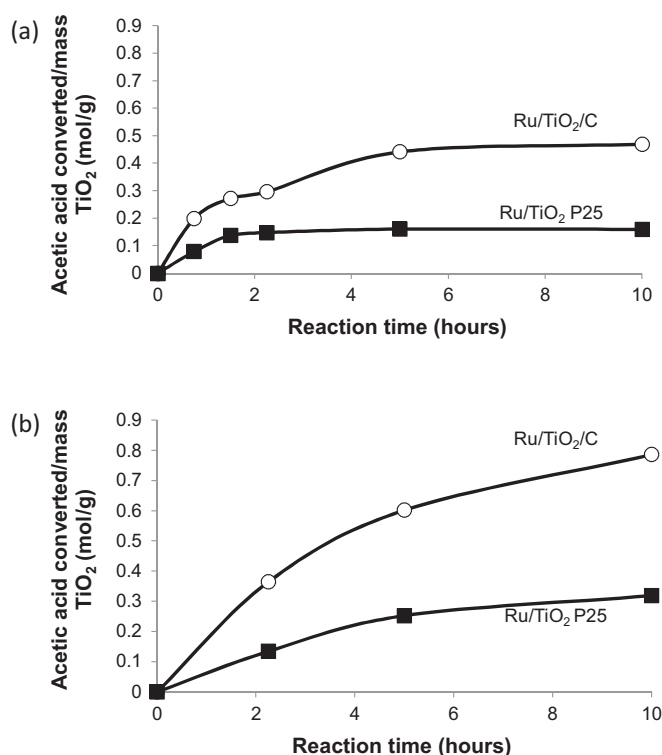 (a)
Acetic acid converted/mass
TiO₂ (mol/g)
0.9
0.8
0.7
0.6
0.5
0.4
0.3
0.2
0.1
0
Ru/TiO₂/C
Ru/TiO₂ P25
0 2 4 6 8 10
Reaction time (hours)
(b)
Acetic acid converted/mass
TiO₂ (mol/g)
0.9
0.8
0.7
0.6
0.5
0.4
0.3
0.2
0.1
0
Ru/TiO₂/C
Ru/TiO₂ P25
0 2 4 6 8 10
Reaction time (hours)